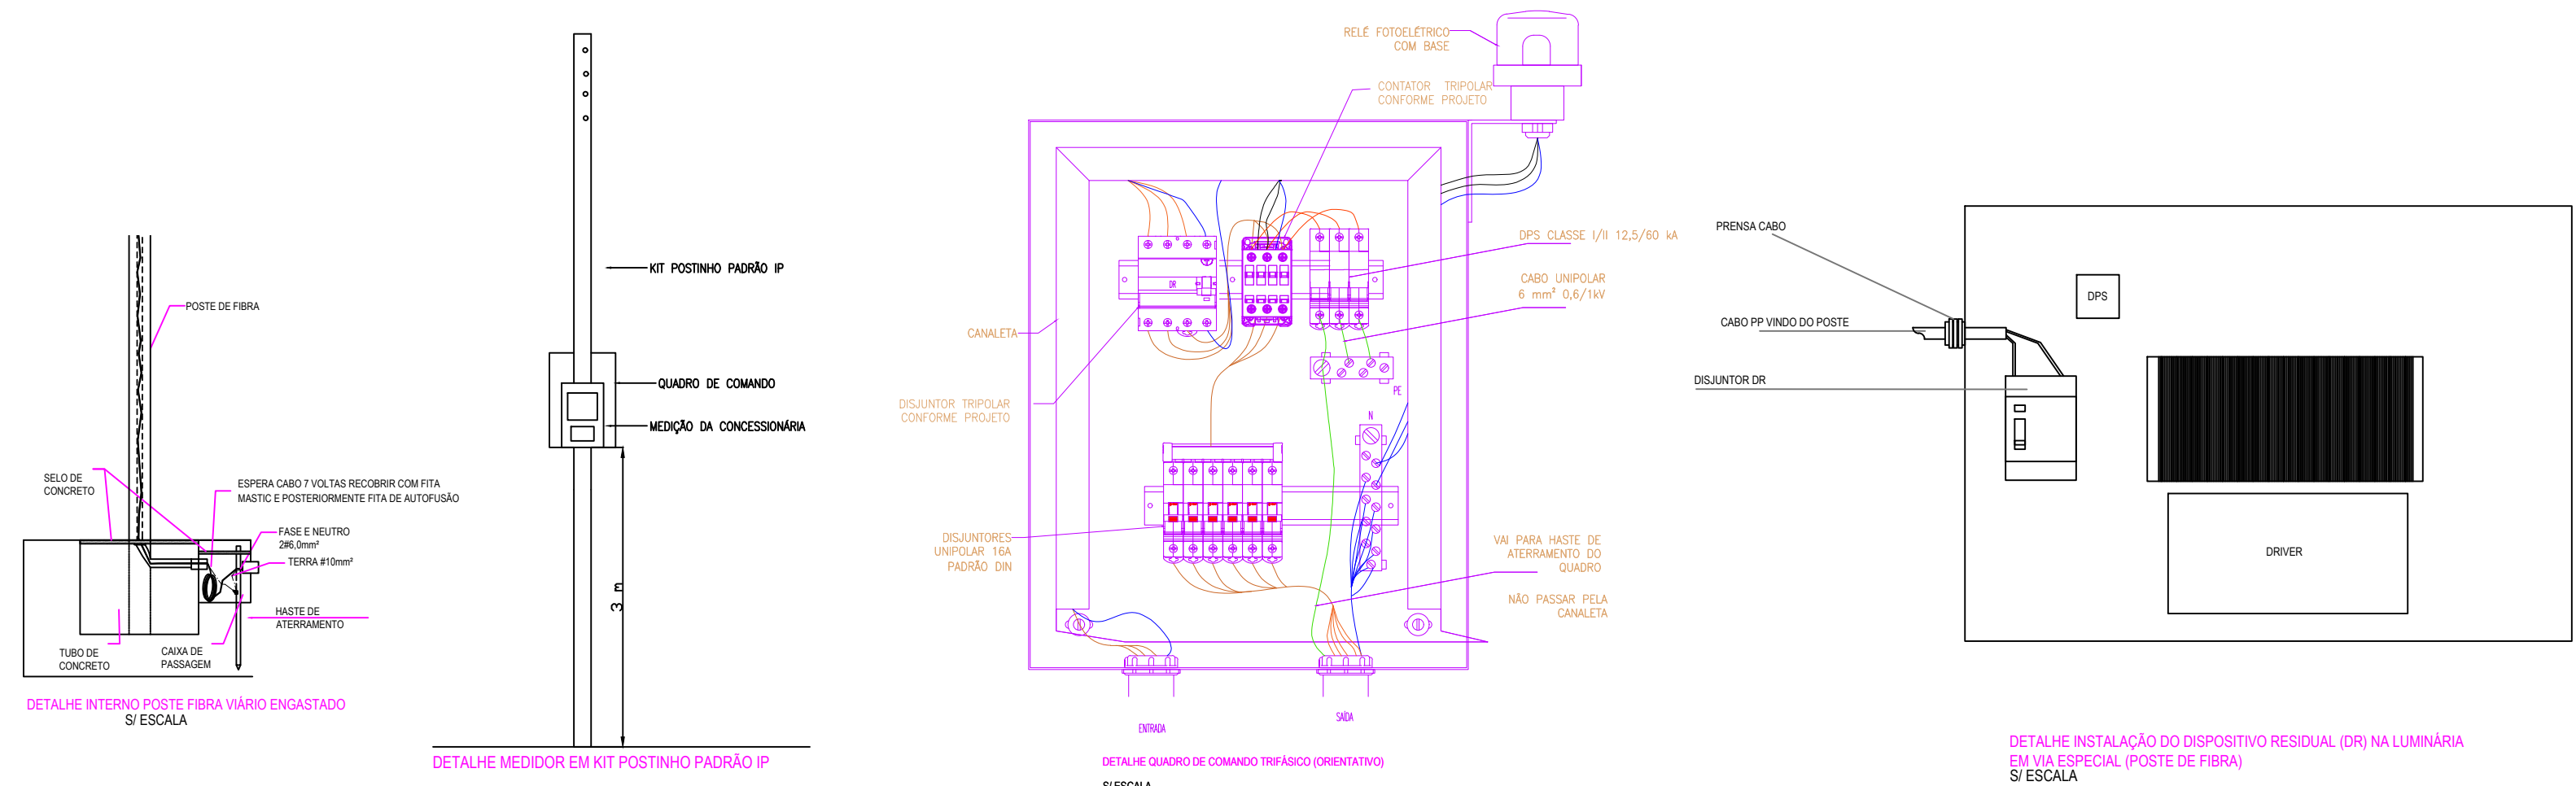 POSTE DE FIBRA
SELO DE
CONCRETO
ESPERA CABO 7 VOLTAS RECOBRIR COM FITA
MASTIC E POSTERIORMENTE FITA DE AUTOFUSÃO
FASE E NEUTRO
2#6,0mm²
TERRA #10mm²
HASTE DE
ATERRAMENTO
TUBO DE
CONCRETO
CAIXA DE
PASSAGEM
DETALHE INTERNO POSTE FIBRA VIÁRIO ENGASTADO
S/ ESCALA
KIT POSTINHO PADRÃO IP
QUADRO DE COMANDO
MEDIÇÃO DA CONCESSIONÁRIA
3 m
DETALHE MEDIDOR EM KIT POSTINHO PADRÃO IP
RELÉ FOTOELÉTRICO
COM BASE
CONTATOR TRIPOLAR
CONFORME PROJETO
DPS CLASSE I/II 12,5/60 kA
CABO UNIPOLAR
6 mm² 0,6/1kV
CANALETA
DR
DISJUNTOR TRIPOLAR
CONFORME PROJETO
PE
N
DISJUNTORES
UNIPOLAR 16A
PADRÃO DIN
VAI PARA HASTE DE
ATERRAMENTO DO
QUADRO
NÃO PASSAR PELA
CANALETA
ENTRADA
SAÍDA
DETALHE QUADRO DE COMANDO TRIFÁSICO (ORIENTATIVO)
S/ ESCALA
PRENSA CABO
CABO PP VINDO DO POSTE
DISJUNTOR DR
DPS
DRIVER
DETALHE INSTALAÇÃO DO DISPOSITIVO RESIDUAL (DR) NA LUMINÁRIA
EM VIA ESPECIAL (POSTE DE FIBRA)
S/ ESCALA